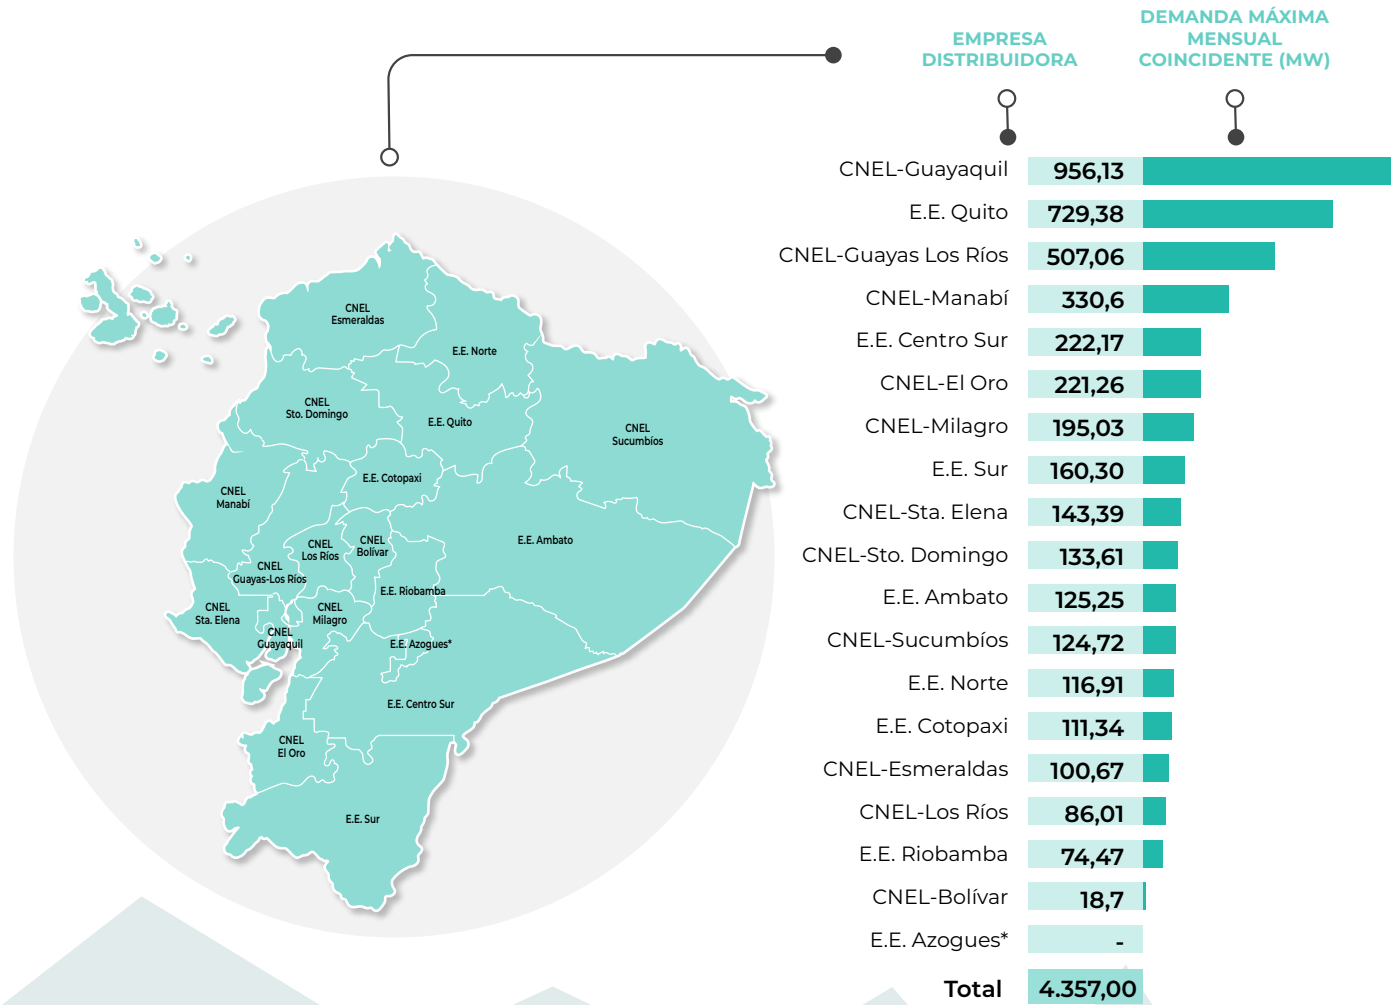 EMPRESA
DISTRIBUIDORA
DEMANDA MÁXIMA
MENSUAL
COINCIDENTE (MW)
CNEL-Guayaquil 956,13
E.E. Quito 729,38
CNEL-Guayas Los Ríos 507,06
CNEL-Manabí 330,6
E.E. Centro Sur 222,17
CNEL-El Oro 221,26
CNEL-Milagro 195,03
E.E. Sur 160,30
CNEL-Sta. Elena 143,39
CNEL-Sto. Domingo 133,61
E.E. Ambato 125,25
CNEL-Sucumbíos 124,72
E.E. Norte 116,91
E.E. Cotopaxi 111,34
CNEL-Esmeraldas 100,67
CNEL-Los Ríos 86,01
E.E. Riobamba 74,47
CNEL-Bolívar 18,7
E.E. Azogues* -
Total 4.357,00
CNEL
Esmeraldas
E.E. Norte
CNEL
Sto. Domingo
E.E. Quito
CNEL
Sucumbíos
E.E. Cotopaxi
CNEL
Manabí
CNEL
Los Ríos
CNEL
Bolívar
E.E. Ambato
CNEL
Guayas-Los Ríos
E.E. Riobamba
CNEL
Sta. Elena
CNEL
Milagro
CNEL
Guayaquil
E.E. Azogues*
E.E. Centro Sur
CNEL
El Oro
E.E. Sur